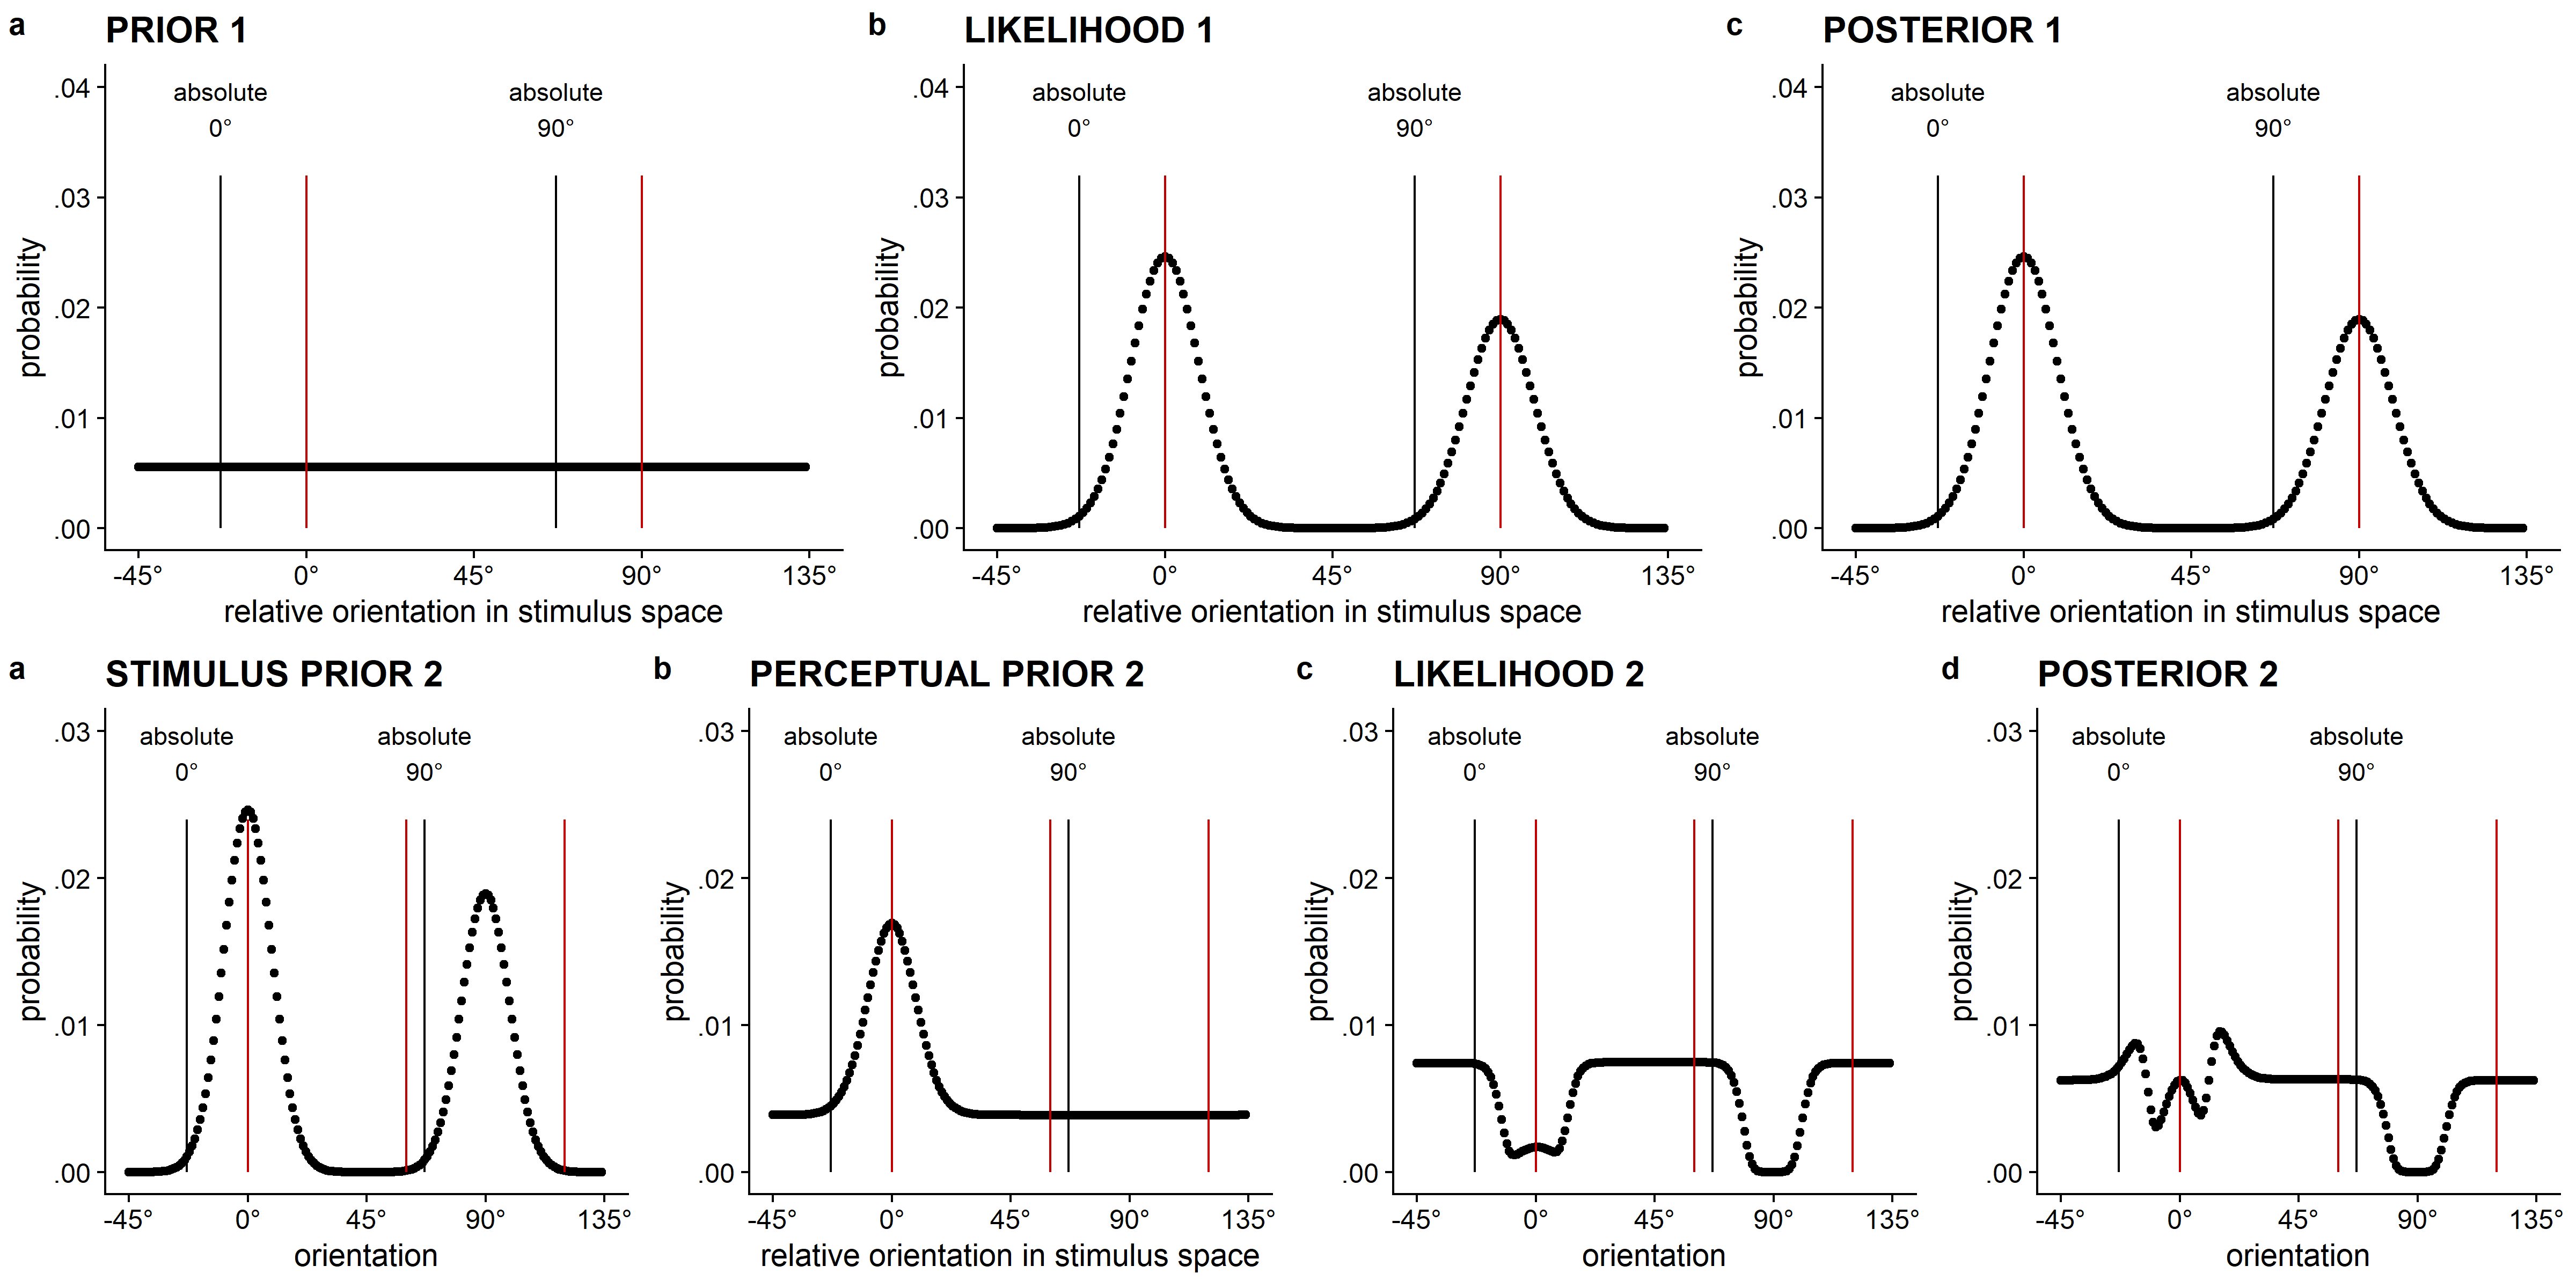 a PRIOR 1
absolute 0°
absolute 90°
.04
.03
.02
.01
.00
probability
-45° 0° 45° 90° 135°
relative orientation in stimulus space
b LIKELIHOOD 1
absolute 0°
absolute 90°
.04
.03
.02
.01
.00
probability
-45° 0° 45° 90° 135°
relative orientation in stimulus space
c POSTERIOR 1
absolute 0°
absolute 90°
.04
.03
.02
.01
.00
probability
-45° 0° 45° 90° 135°
relative orientation in stimulus space
a STIMULUS PRIOR 2
absolute 0°
absolute 90°
.03
.02
.01
.00
probability
-45° 0° 45° 90° 135°
orientation
b PERCEPTUAL PRIOR 2
absolute 0°
absolute 90°
.03
.02
.01
.00
probability
-45° 0° 45° 90° 135°
relative orientation in stimulus space
c LIKELIHOOD 2
absolute 0°
absolute 90°
.03
.02
.01
.00
probability
-45° 0° 45° 90° 135°
orientation
d POSTERIOR 2
absolute 0°
absolute 90°
.03
.02
.01
.00
probability
-45° 0° 45° 90° 135°
orientation